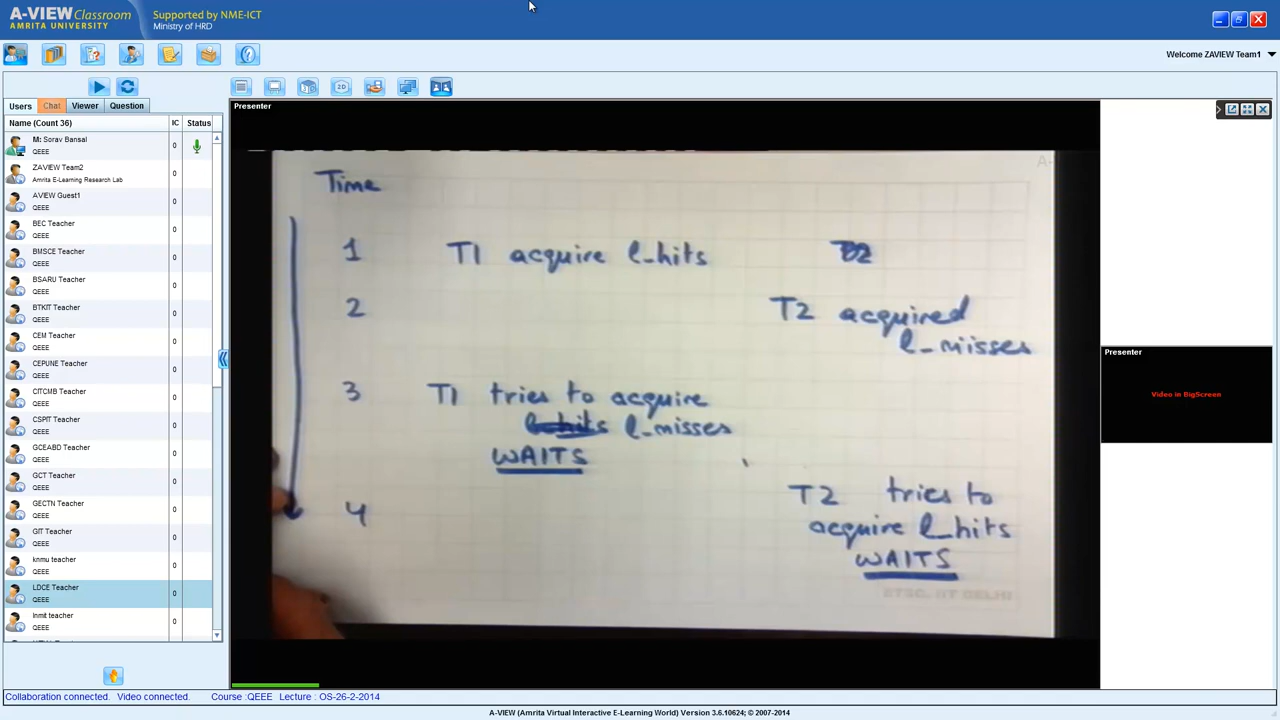 A-VIEW Classroom
AMRITA UNIVERSITY
Supported by NME-ICT
Ministry of HRD
Welcome ZAVIEW Team1
Users Chat Viewer Question
Name (Count 36) IC Status
M: Sorav Bansal
QEEE 0
ZAVIEW Team2
Amrita E-Learning Research Lab 0
AVIEW Guest1
QEEE 0
BEC Teacher
QEEE 0
BMSCE Teacher
QEEE 0
BSARU Teacher
QEEE 0
BTKIT Teacher
QEEE 0
CEM Teacher
QEEE 0
CEPUNE Teacher
QEEE 0
CITCMB Teacher
QEEE 0
CSPIT Teacher
QEEE 0
GCEABD Teacher
QEEE 0
GCT Teacher
QEEE 0
GECTN Teacher
QEEE 0
GIT Teacher
QEEE 0
knmu teacher
QEEE 0
LDCE Teacher
QEEE 0
lnmit teacher
QEEE 0
Presenter
Time
1 T1 acquire l_hits T2
2 T2 acquired
l_misses
3 T1 tries to acquire
l_hits l_misses
WAITS
4 T2 tries to
acquire l_hits
WAITS
ETSC, IIT DELHI
Presenter
Video in BigScreen
Collaboration connected. Video connected. Course :QEEE Lecture : OS-26-2-2014
A-VIEW (Amrita Virtual Interactive E-Learning World) Version 3.6.10624; © 2007-2014